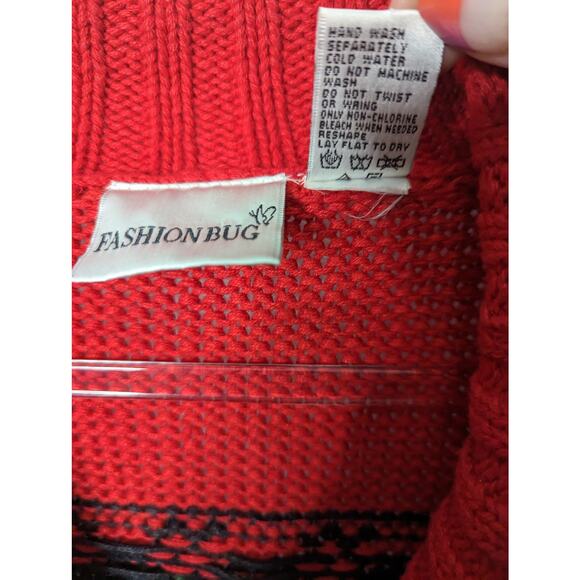 HAND WASH
SEPARATELY
COLD WATER
DO NOT MACHINE
WASH
DO NOT TWIST
OR WRING
ONLY NON-CHLORINE
BLEACH WHEN NEEDED
RESHAPE
LAY FLAT TO DRY
FASHION BUG